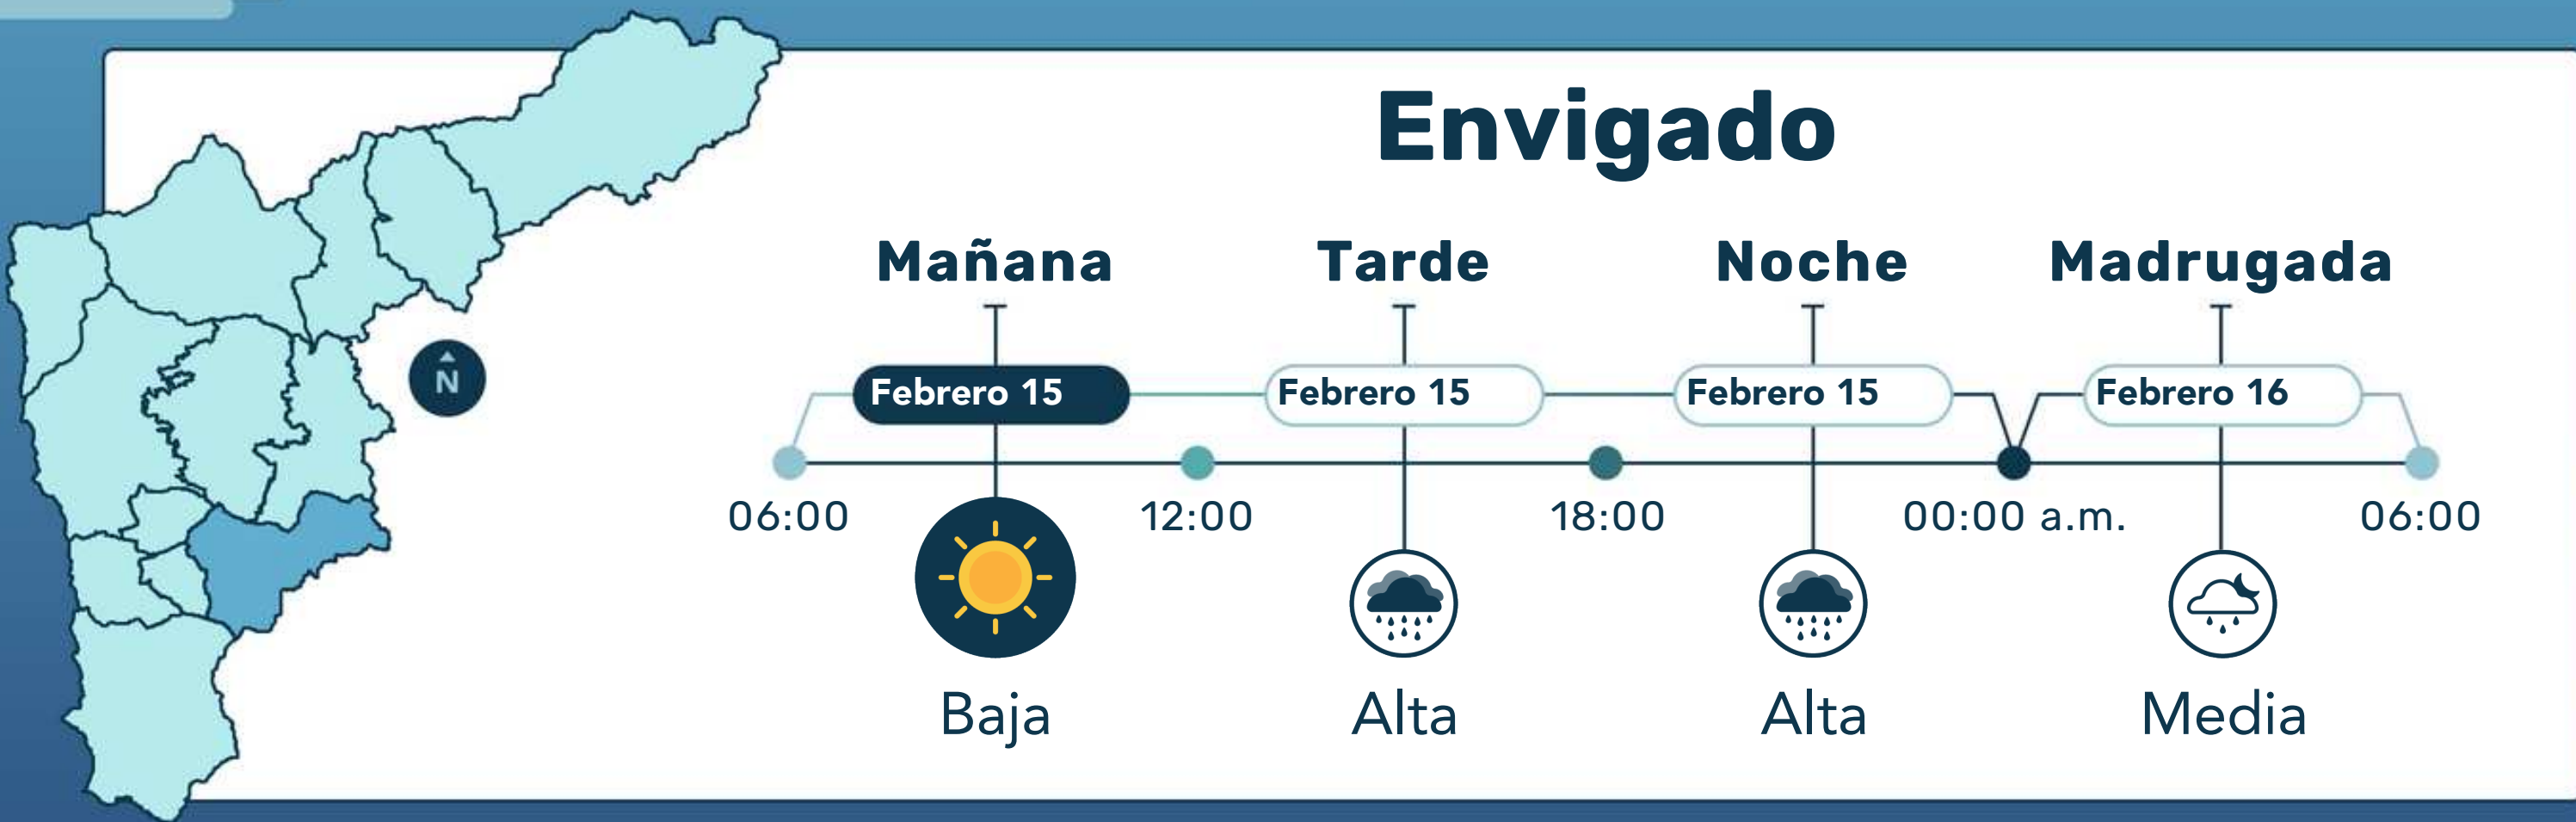 Envigado
Mañana Tarde Noche Madrugada
Febrero 15 Febrero 15 Febrero 15 Febrero 16
N
06:00 12:00 18:00 00:00 a.m. 06:00
Baja Alta Alta Media